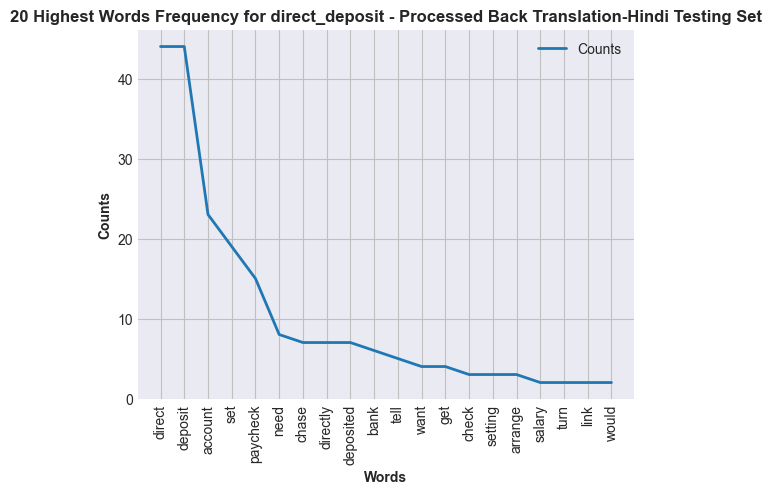 20 Highest Words Frequency for direct_deposit - Processed Back Translation-Hindi Testing Set
Counts
Counts
40
30
20
10
0
direct
deposit
account
set
paycheck
need
chase
directly
deposited
bank
tell
want
get
check
setting
arrange
salary
turn
link
would
Words